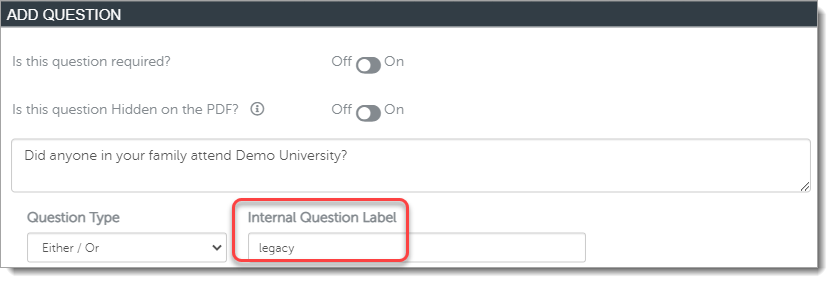 ADD QUESTION
Is this question required? Off On
Is this question Hidden on the PDF? Off On
Did anyone in your family attend Demo University?
Question Type Internal Question Label
Either / Or legacy